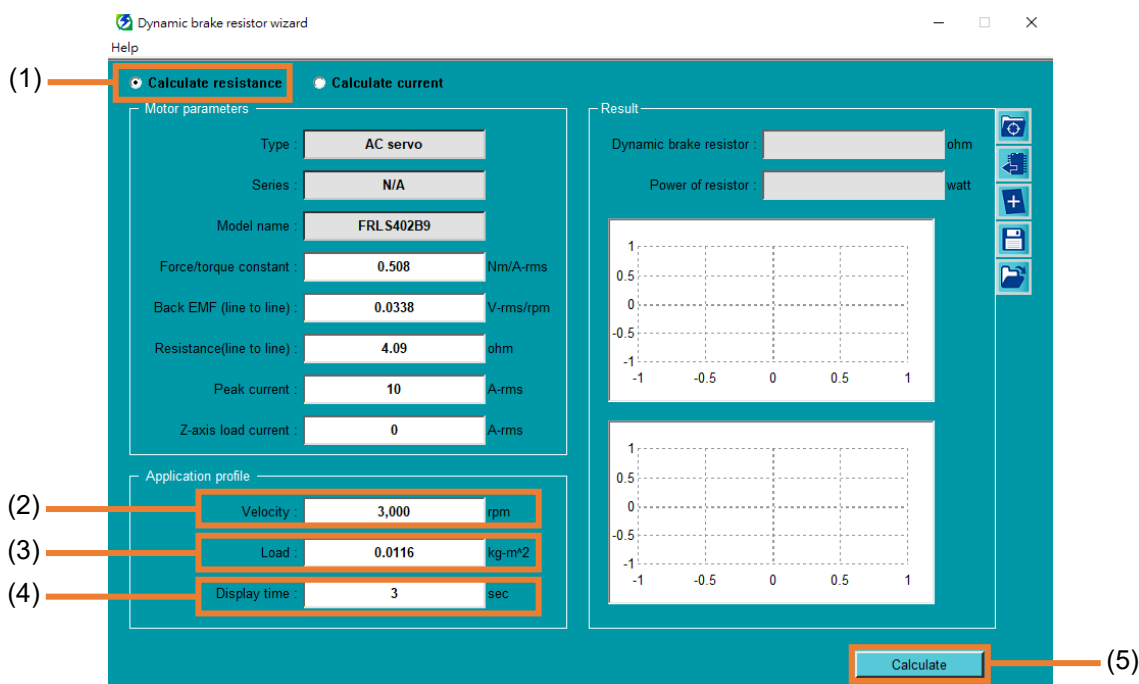 Dynamic brake resistor wizard
Help
(1)
Calculate resistance Calculate current
Motor parameters
Type : AC servo
Series : N/A
Model name : FRLS402B9
Force/torque constant : 0.508 Nm/A-rms
Back EMF (line to line) : 0.0338 V-rms/rpm
Resistance(line to line) : 4.09 ohm
Peak current : 10 A-rms
Z-axis load current : 0 A-rms
Application profile
(2) Velocity : 3,000 rpm
(3) Load : 0.0116 kg-m^2
(4) Display time : 3 sec
Result
Dynamic brake resistor : ohm
Power of resistor : watt
1
0.5
0
-0.5
-1
-1 -0.5 0 0.5 1
1
0.5
0
-0.5
-1
-1 -0.5 0 0.5 1
Calculate (5)